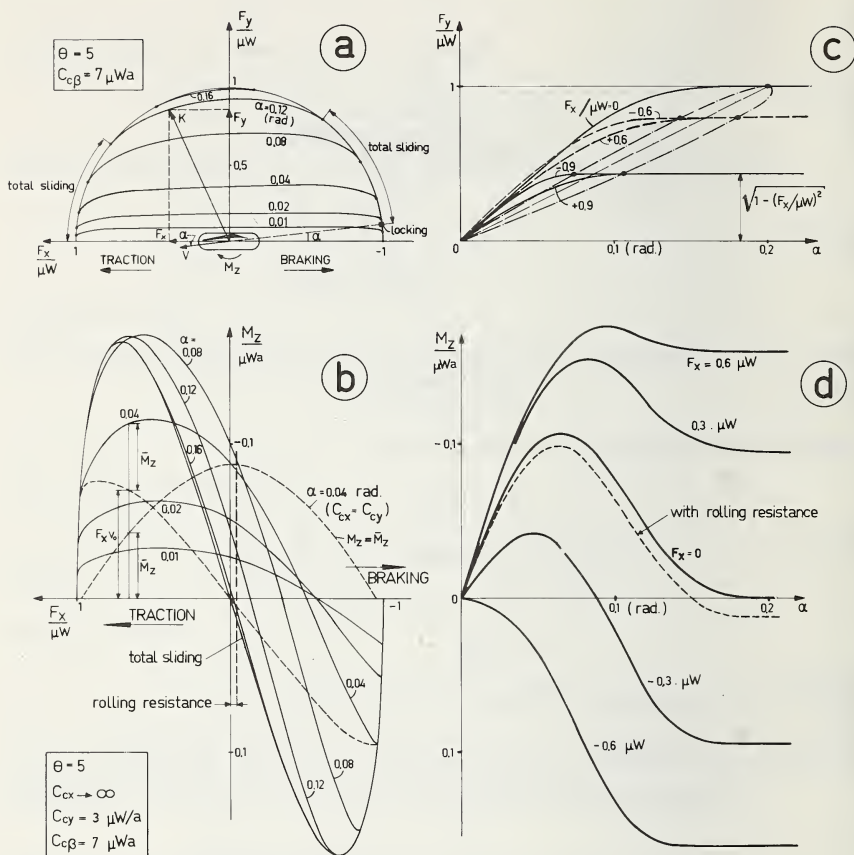 a
θ = 5
C_cβ = 7 μWa
F_y
μW
1
0,5
0,16
K
α=0,12
(rad)
F_y
0,08
0,04
0,02
0,01
total sliding
total sliding
locking
F_x
μW
1
F_x
α
V
M_z
α
-1
TRACTION
BRAKING
c
F_y
μW
1
F_x/μW=0
-0,6
+0,6
-0,9
+0,9
√1-(F_x/μW)²
0
0,1 (rad.)
0,2
α
b
M_z
μWa
α =
0,08
0,12
0,16
0,04
M̄_z
0,02
F_x v_o
M̄_z
0,01
-0,1
α=0.04 rad.
(C_cx = C_cy)
M_z = M̄_z
BRAKING
-1
F_x
μW
1
TRACTION
total sliding
rolling resistance
0,04
0,08
0,12
0,1
θ = 5
C_cx → ∞
C_cy = 3 μW/a
C_cβ = 7 μWa
d
M_z
μWa
F_x = 0,6 μW
0,3 . μW
-0,1
with rolling resistance
F_x=0
0
0,1
(rad.)
0,2
α
-0,3 . μW
-0,6 μW
0,1